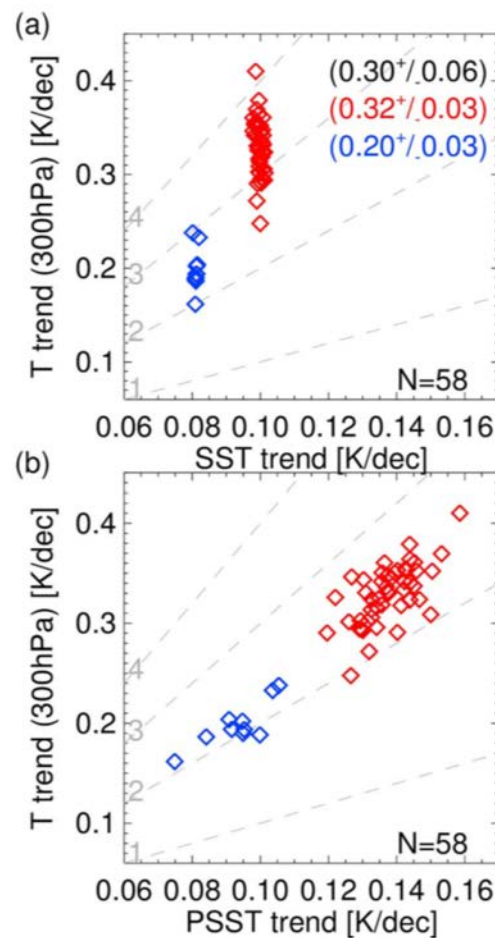 (a)
(0.30+/-0.06)
(0.32+/-0.03)
(0.20+/-0.03)
0.4
0.3
0.2
0.1
T trend (300hPa) [K/dec]
4
3
2
1
N=58
0.06 0.08 0.10 0.12 0.14 0.16
SST trend [K/dec]
(b)
0.4
0.3
0.2
0.1
T trend (300hPa) [K/dec]
4
3
2
1
N=58
0.06 0.08 0.10 0.12 0.14 0.16
PSST trend [K/dec]